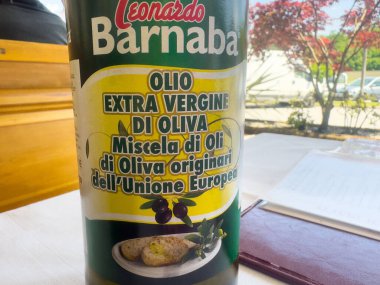 Leonardo
Barnaba
OLIO
EXTRA VERGINE
DI OLIVA
Miscela di Oli
di Oliva originari
dell'Unione Europea